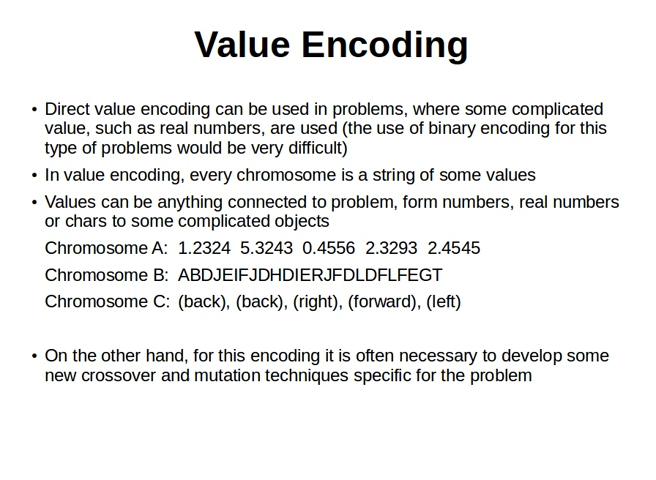 Value Encoding
• Direct value encoding can be used in problems, where some complicated
value, such as real numbers, are used (the use of binary encoding for this
type of problems would be very difficult)
• In value encoding, every chromosome is a string of some values
• Values can be anything connected to problem, form numbers, real numbers
or chars to some complicated objects
Chromosome A: 1.2324 5.3243 0.4556 2.3293 2.4545
Chromosome B: ABDJEIFJDHDIERJFDLDFLFEGT
Chromosome C: (back), (back), (right), (forward), (left)
• On the other hand, for this encoding it is often necessary to develop some
new crossover and mutation techniques specific for the problem